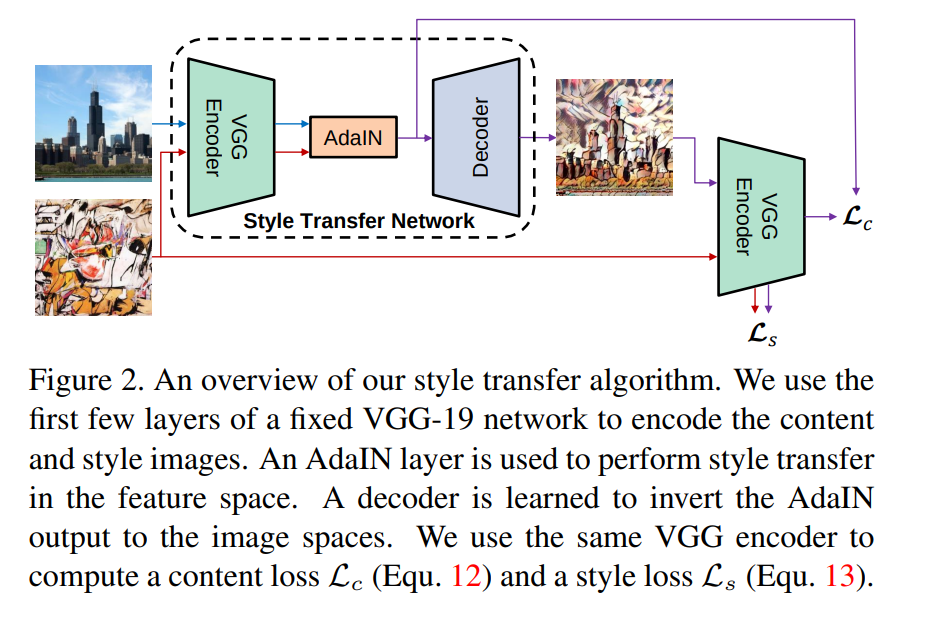 VGG
Encoder
AdaIN
Decoder
Style Transfer Network
VGG
Encoder
ℒc
ℒs
Figure 2. An overview of our style transfer algorithm. We use the
first few layers of a fixed VGG-19 network to encode the content
and style images. An AdaIN layer is used to perform style transfer
in the feature space. A decoder is learned to invert the AdaIN
output to the image spaces. We use the same VGG encoder to
compute a content loss ℒc (Equ. 12) and a style loss ℒs (Equ. 13).